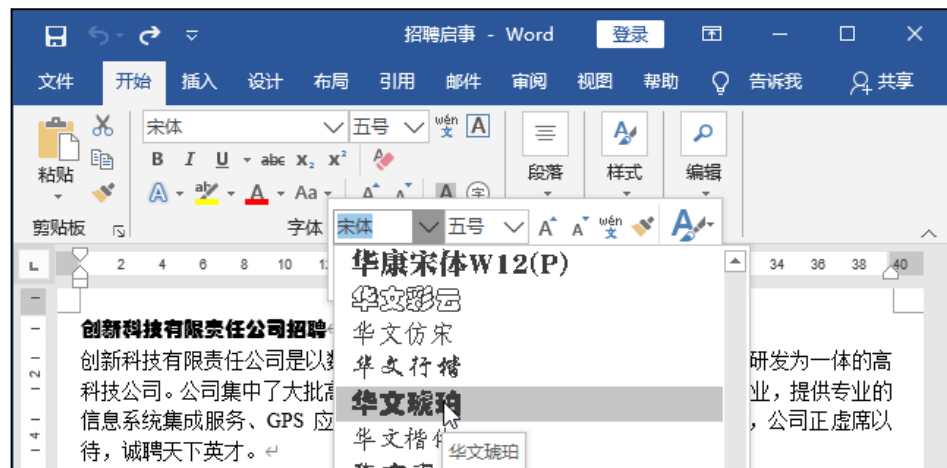 招聘启事 - Word 登录
文件 开始 插入 设计 布局 引用 邮件 审阅 视图 帮助 告诉我 共享
宋体 五号 wén 文 A
粘贴 B I U abc X₂ X² 段落 样式 编辑
A aby A Aa A A A 字
剪贴板 字体 宋体 五号 A A wén 文 A
2 4 6 8 10 34 36 38 40
华康宋体W12(P)
华文彩云
华文仿宋
华文行楷
华文琥珀
华文楷
华文琥珀
创新科技有限责任公司招聘
创新科技有限责任公司是以 研发为一体的高
科技公司。公司集中了大批高 业，提供专业的
信息系统集成服务、GPS 应 ，公司正虚席以
待，诚聘天下英才。
2
4